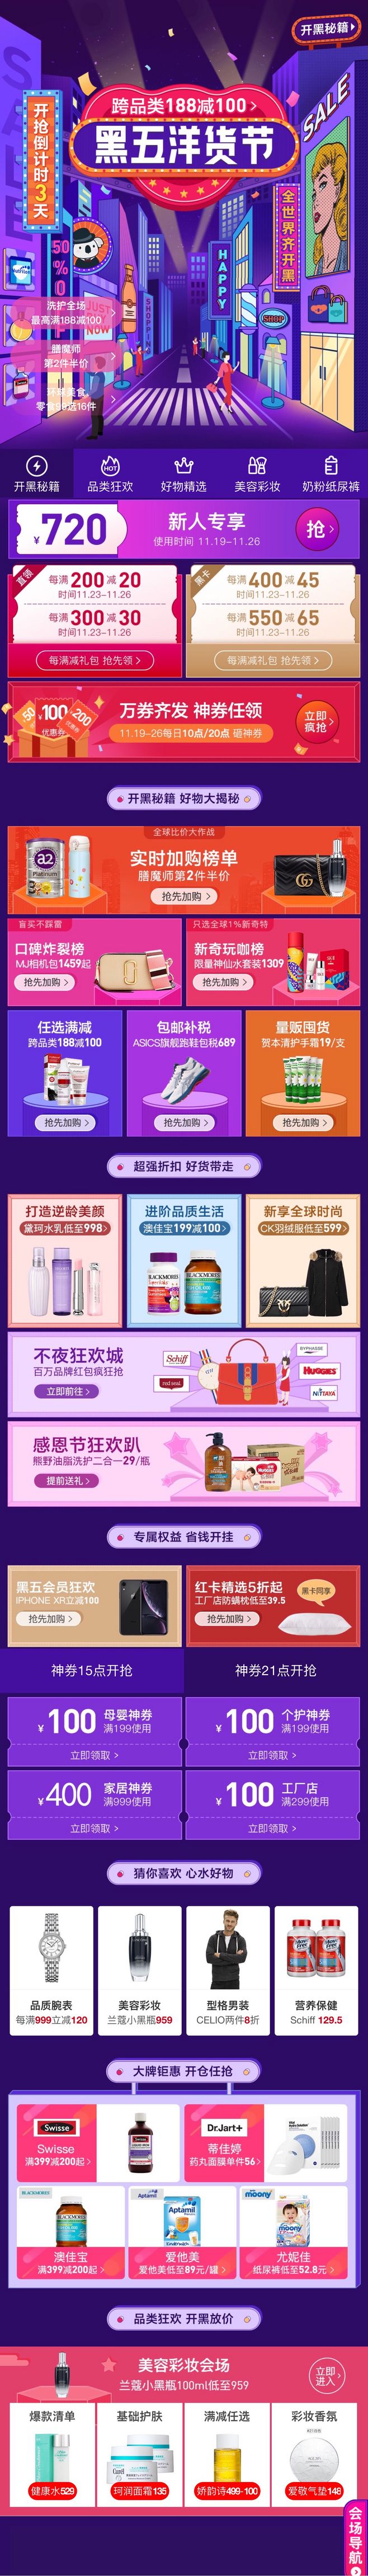 开黑秘籍
跨品类188减100
黑五洋货节
开抢倒计时3天
SALE
全世界齐开黑
50%
HAPPY
SHOPPING
SHOP
JUST NOW
洗护全场
最高满188减100
膳魔师
第2件半价
开黑秘籍
HOT
品类狂欢
好物精选
美容彩妆
奶粉纸尿裤
¥720
新人专享
使用时间 11.19-11.26
抢
直领
每满200减20
时间11.23-11.26
每满300减30
时间11.23-11.26
每满减礼包 抢先领
黑卡
每满400减45
时间11.23-11.26
每满550减65
时间11.23-11.26
每满减礼包 抢先领
50
¥100
优惠券
200
万券齐发 神券任领
11.19-26每日10点/20点 砸神券
立即疯抢
开黑秘籍 好物大揭秘
全球比价大作战
实时加购榜单
膳魔师第2件半价
抢先加购
a2
Platinum
盲买不踩雷
口碑炸裂榜
MJ相机包1459起
抢先加购
只选全球1%新奇特
新奇玩咖榜
限量神仙水套装1309
抢先加购
任选满减
跨品类188减100
抢先加购
包邮补税
ASICS旗舰跑鞋包税689
抢先加购
量贩囤货
贺本清护手霜19/支
抢先加购
超强折扣 好货带走
打造逆龄美颜
黛珂水乳低至998
进阶品质生活
澳佳宝199减100
BLACKMORES
BLACKMORES
新享全球时尚
CK羽绒服低至599
不夜狂欢城
百万品牌红包疯狂抢
立即前往
Schiff
red seal
BYPHASSE
HUGGIES
NITTAYA
感恩节狂欢趴
熊野油脂洗护二合一29/瓶
提前送礼
专属权益 省钱开挂
黑五会员狂欢
IPHONE XR立减100
抢先加购
红卡精选5折起
工厂店防螨枕低至39.5
抢先加购
黑卡同享
神券15点开抢
神券21点开抢
¥100 母婴神券
满199使用
立即领取
¥100 个护神券
满199使用
立即领取
¥400 家居神券
满999使用
立即领取
¥100 工厂店
满299使用
立即领取
猜你喜欢 心水好物
品质腕表
每满999立减120
美容彩妆
兰蔻小黑瓶959
型格男装
CELIO两件8折
营养保健
Schiff 129.5
大牌钜惠 开仓任抢
Swisse
Swisse
满399减200起
Dr.Jart+
蒂佳婷
药丸面膜单件56
BLACKMORES
澳佳宝
满399减200起
Aptamil
Aptamil
爱他美
爱他美低至89元/罐
moony
moony
尤妮佳
纸尿裤低至52.8元
品类狂欢 开黑放价
美容彩妆会场
兰蔻小黑瓶100ml低至959
立即进入
爆款清单
健康水529
基础护肤
Curél
珂润面霜135
满减任选
娇韵诗499-100
彩妆香氛
爱敬气垫148
会场导航